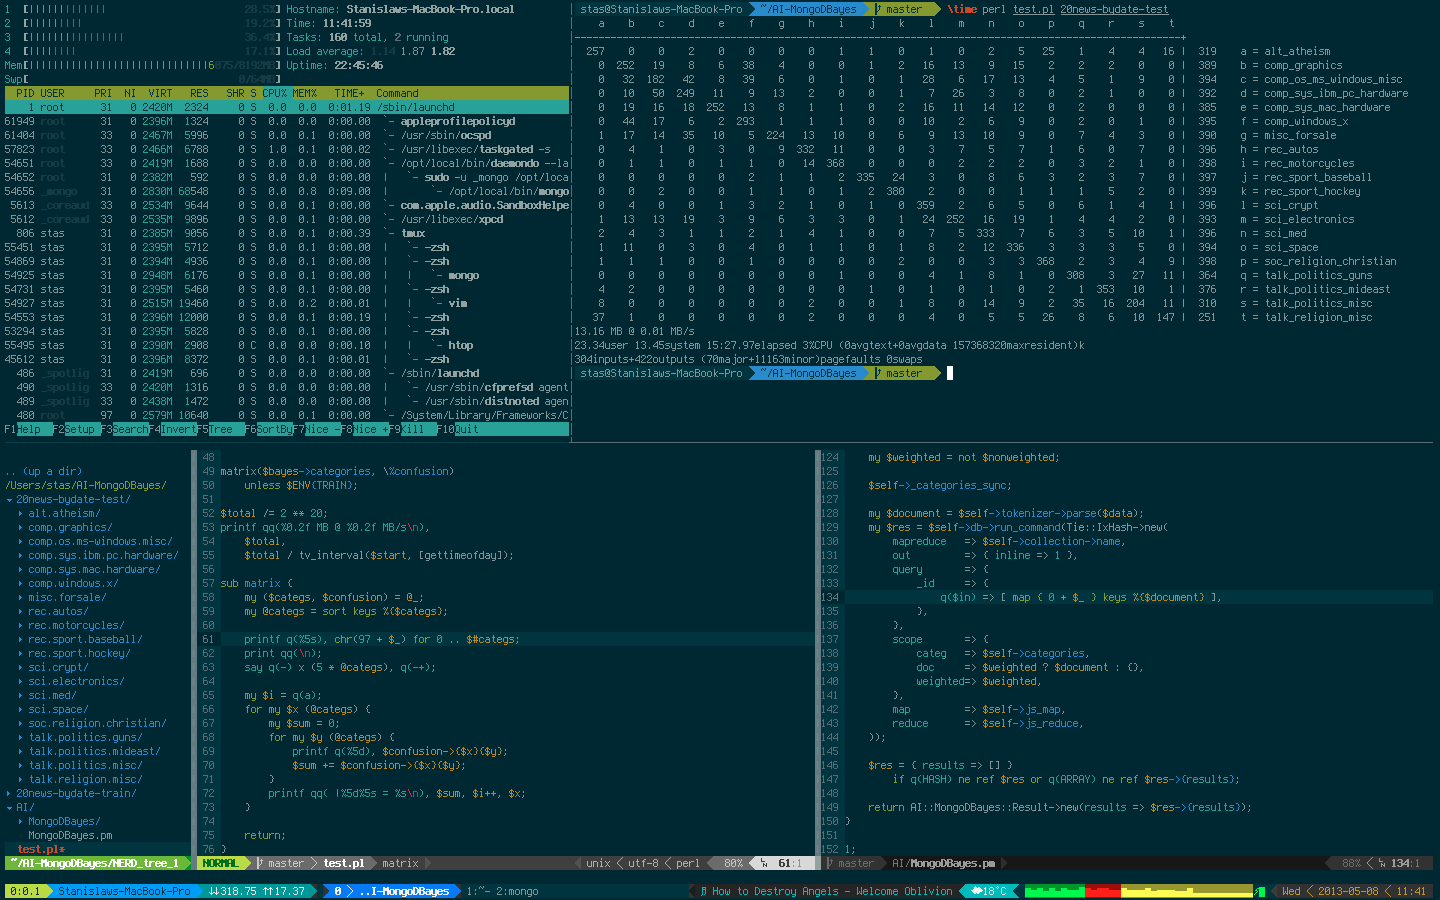 1 [||||||||| 28.5%]
2 [|||||||| 19.2%]
3 [|||||||||||||||| 36.4%]
4 [|||||||| 17.1%]
Mem[|||||||||||||||||||||||||||||||6075/8192MB]
Swp[ 0/64MB]
Hostname: Stanislaws-MacBook-Pro.local
Time: 11:41:59
Tasks: 160 total, 2 running
Load average: 1.14 1.87 1.82
Uptime: 22:45:46
PID USER PRI NI VIRT RES SHR S CPU% MEM% TIME+ Command
1 root 31 0 2420M 2324 0 S 0.0 0.0 0:01.19 /sbin/launchd
61949 root 31 0 2396M 1324 0 S 0.0 0.0 0:00.00 `- appleprofilepolicyd
61404 root 33 0 2467M 5996 0 S 0.0 0.1 0:00.00 `- /usr/sbin/ocspd
57823 root 33 0 2466M 6788 0 S 1.0 0.1 0:00.02 `- /usr/libexec/taskgated -s
54651 root 31 0 2419M 1688 0 S 0.0 0.0 0:00.00 `- /opt/local/bin/daemondo --la
54652 root 31 0 2382M 592 0 S 0.0 0.0 0:00.00 | `- sudo -u _mongo /opt/loca
54656 _mongo 31 0 2830M 68548 0 S 0.0 0.8 0:09.00 `- /opt/local/bin/mongo
5613 _coreaud 33 0 2534M 9644 0 S 0.0 0.1 0:00.00 `- com.apple.audio.SandboxHelpe
5612 _coreaud 33 0 2535M 9896 0 S 0.0 0.1 0:00.00 `- /usr/libexec/xpcd
806 stas 31 0 2385M 9056 0 S 0.0 0.1 0:00.39 `- tmux
55451 stas 31 0 2395M 5712 0 S 0.0 0.1 0:00.00 | `- -zsh
54869 stas 31 0 2394M 4936 0 S 0.0 0.1 0:00.00 | `- -zsh
54925 stas 31 0 2948M 6176 0 S 0.0 0.1 0:00.00 | | `- mongo
54731 stas 31 0 2395M 5460 0 S 0.0 0.1 0:00.00 | `- -zsh
54927 stas 31 0 2515M 19460 0 S 0.0 0.2 0:00.01 | | `- vim
54553 stas 31 0 2396M 12000 0 S 0.0 0.1 0:00.19 | `- -zsh
53294 stas 31 0 2395M 5828 0 S 0.0 0.1 0:00.00 | `- -zsh
55495 stas 31 0 2390M 2908 0 C 0.0 0.0 0:00.10 | | `- htop
45612 stas 31 0 2396M 8372 0 S 0.0 0.1 0:00.01 | `- -zsh
486 _spotlig 31 0 2419M 696 0 S 0.0 0.0 0:00.00 `- /sbin/launchd
490 _spotlig 33 0 2420M 1316 0 S 0.0 0.0 0:00.00 | `- /usr/sbin/cfprefsd agent
489 _spotlig 33 0 2438M 1472 0 S 0.0 0.0 0:00.00 | `- /usr/sbin/distnoted agen
480 root 97 0 2579M 10640 0 S 0.0 0.1 0:00.00 `- /System/Library/Frameworks/C
F1Help F2Setup F3SearchF4InvertF5Tree F6SortByF7Nice -F8Nice +F9Kill F10Quit
stas@Stanislaws-MacBook-Pro ~/AI-MongoDBayes master \time perl test.pl 20news-bydate-test
a b c d e f g h i j k l m n o p q r s t
-----------------------------------------------------------------------------------------------------+
257 0 0 2 0 0 0 0 1 1 0 1 0 2 5 25 1 4 4 16 | 319 a = alt_atheism
0 252 19 8 6 38 4 0 0 1 2 16 13 9 15 2 2 0 2 0 | 389 b = comp_graphics
0 32 182 42 8 39 6 0 1 0 1 28 6 17 13 4 5 1 9 0 | 394 c = comp_os_ms_windows_misc
0 10 50 249 11 9 13 2 0 0 1 7 26 3 8 0 2 0 1 0 | 392 d = comp_sys_ibm_pc_hardware
0 19 16 18 252 13 8 1 0 0 2 16 11 14 12 0 2 0 1 0 | 385 e = comp_sys_mac_hardware
0 44 17 6 2 293 1 1 1 0 0 10 2 6 9 0 2 0 1 0 | 395 f = comp_windows_x
1 17 14 35 10 5 224 13 10 0 6 9 13 10 9 0 7 4 3 0 | 390 g = misc_forsale
0 4 1 0 3 0 9 332 11 0 0 3 10 2 5 0 7 0 9 0 | 396 h = rec_autos
0 1 1 0 1 1 0 14 368 0 0 0 2 2 2 0 3 2 1 0 | 398 i = rec_motorcycles
0 0 0 0 0 2 1 1 2 335 24 3 0 8 6 3 2 3 7 0 | 397 j = rec_sport_baseball
0 0 0 2 0 1 1 0 1 2 380 2 0 0 1 1 1 5 2 0 | 399 k = rec_sport_hockey
0 4 0 0 1 3 2 1 0 1 0 359 2 6 5 0 6 1 4 1 | 396 l = sci_crypt
1 13 13 19 3 9 6 3 3 0 1 24 252 16 19 1 4 4 2 0 | 393 m = sci_electronics
2 4 3 1 1 2 1 4 1 0 0 7 5 333 7 6 3 5 10 1 | 396 n = sci_med
1 11 0 3 0 4 0 1 1 0 1 8 2 12 336 3 3 3 5 0 | 394 o = sci_space
5 1 1 1 0 1 0 0 0 0 2 0 0 3 3 368 2 3 4 4 | 398 p = soc_religion_christian
0 0 0 0 0 0 0 0 1 0 0 4 1 8 1 0 308 3 27 11 | 364 q = talk_politics_guns
4 2 0 0 0 0 0 0 0 1 0 1 0 1 2 0 1 353 10 1 | 376 r = talk_politics_mideast
8 0 0 0 0 0 0 2 0 0 1 8 0 14 9 2 35 16 204 11 | 310 s = talk_politics_misc
37 1 0 0 0 0 0 2 0 0 0 4 0 5 5 26 8 6 10 147 | 251 t = talk_religion_misc
13.16 MB @ 0.01 MB/s
23.34user 13.45system 15:27.97elapsed 3%CPU (0avgtext+0avgdata 157368320maxresident)k
304inputs+422outputs (70major+11163minor)pagefaults 0swaps
stas@Stanislaws-MacBook-Pro ~/AI-MongoDBayes master
.. (up a dir)
/Users/stas/AI-MongoDBayes/
20news-bydate-test/
alt.atheism/
comp.graphics/
comp.os.ms-windows.misc/
comp.sys.ibm.pc.hardware/
comp.sys.mac.hardware/
comp.windows.x/
misc.forsale/
rec.autos/
rec.motorcycles/
rec.sport.baseball/
rec.sport.hockey/
sci.crypt/
sci.electronics/
sci.med/
sci.space/
soc.religion.christian/
talk.politics.guns/
talk.politics.mideast/
talk.politics.misc/
talk.religion.misc/
20news-bydate-train/
AI/
MongoDBayes/
MongoDBayes.pm
test.pl*
~/AI-MongoDBayes/NERD_tree_1
48
49 matrix($bayes->categories, \%confusion)
50 unless $ENV{TRAIN};
51
52 $total /= 2 ** 20;
53 printf qq(%0.2f MB @ %0.2f MB/s\n),
54 $total,
55 $total / tv_interval($start, [gettimeofday]);
56
57 sub matrix {
58 my ($categs, $confusion) = @_;
59 my @categs = sort keys %{$categs};
60
61 printf q(%5s), chr(97 + $_) for 0 .. $#categs;
62 print qq(\n);
63 say q(-) x (5 * @categs), q(-+);
64
65 my $i = q(a);
66 for my $x (@categs) {
67 my $sum = 0;
68 for my $y (@categs) {
69 printf q(%5d), $confusion->{$x}{$y};
70 $sum += $confusion->{$x}{$y};
71 }
72 printf qq( |%5d%5s = %s\n), $sum, $i++, $x;
73 }
74
75 return;
76 }
NORMAL master test.pl matrix unix utf-8 perl 80% 61:1
124 my $weighted = not $nonweighted;
125
126 $self->_categories_sync;
127
128 my $document = $self->tokenizer->parse($data);
129 my $res = $self->db->run_command(Tie::IxHash->new(
130 mapreduce => $self->collection->name,
131 out => { inline => 1 },
132 query => {
133 _id => {
134 q($in) => [ map { 0 + $_ } keys %{$document} ],
135 },
136 },
137 scope => {
138 categ => $self->categories,
139 doc => $weighted ? $document : {},
140 weighted=> $weighted,
141 },
142 map => $self->js_map,
143 reduce => $self->js_reduce,
144 ));
145
146 $res = { results => [] }
147 if q(HASH) ne ref $res or q(ARRAY) ne ref $res->{results};
148
149 return AI::MongoDBayes::Result->new(results => $res->{results});
150 }
151
152 1;
master AI/MongoDBayes.pm 88% 134:1
0:0.1 Stanislaws-MacBook-Pro ⇊318.75 ⇈17.37 0 ..I-MongoDBayes 1:~- 2:mongo
How to Destroy Angels - Welcome Oblivion 18°C Wed 2013-05-08 11:41